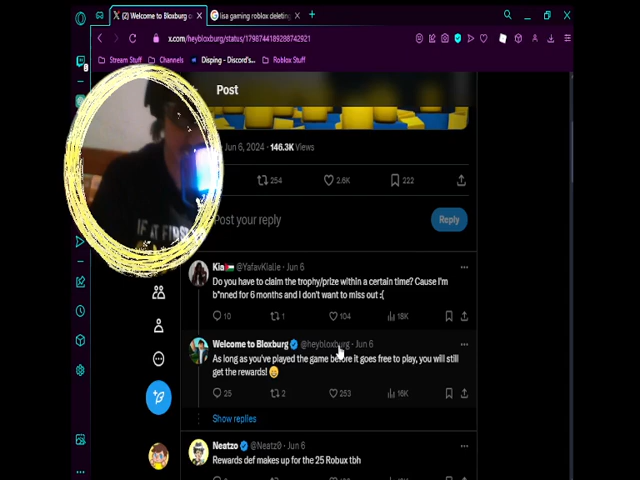 (2) Welcome to Bloxburg
lisa gaming roblox deleting
x.com/heybloxburg/status/1798744189288742921
Stream Stuff
Channels
Disping - Discord's...
Roblox Stuff
Post
Jun 6, 2024 · 146.3K Views
254
2.6K
222
Post your reply
Reply
Kia @YafavKialie · Jun 6
Do you have to claim the trophy/prize within a certain time? Cause I'm
b*nned for 6 months and I don't want to miss out :(
10
1
104
18K
Welcome to Bloxburg @heybloxburg · Jun 6
As long as you've played the game before it goes free to play, you will still
get the rewards!
25
2
253
16K
Show replies
Neatzo @Neatz0 · Jun 6
Rewards def makes up for the 25 Robux tbh
IF AT FIRST